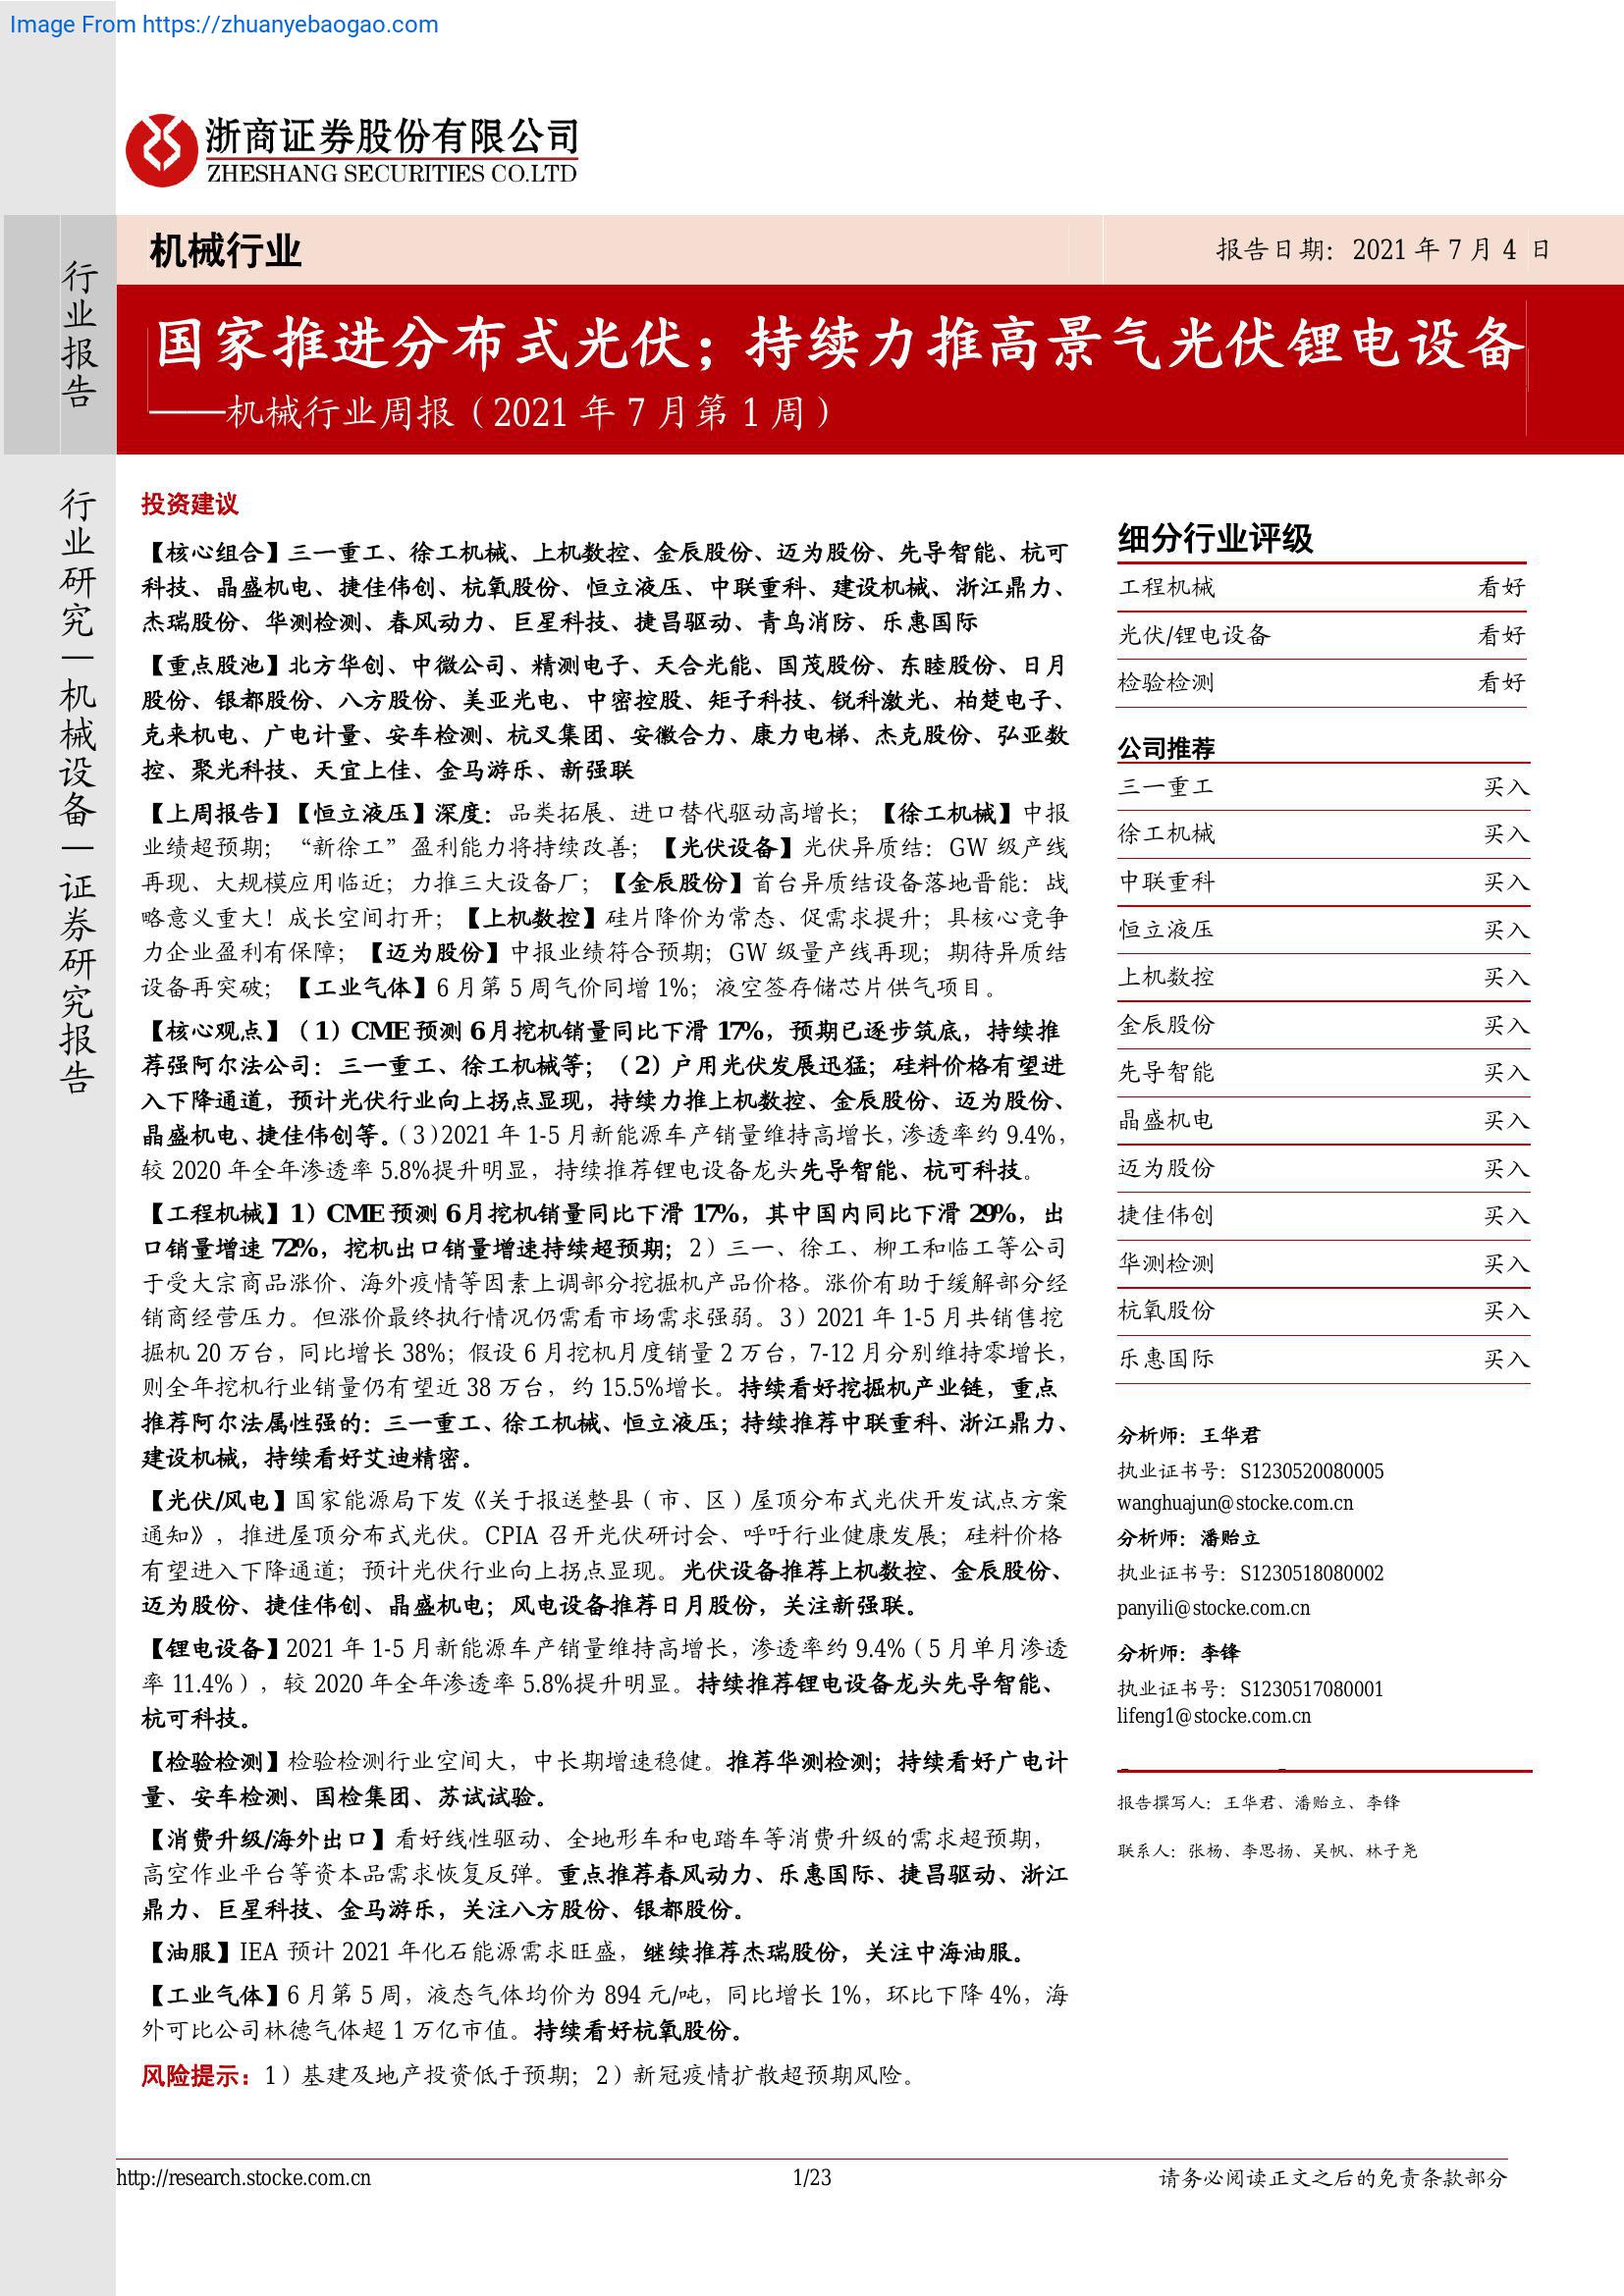 Image From https://zhuanyebaogao.com
浙商证券股份有限公司
ZHESHANG SECURITIES CO.LTD
机械行业
报告日期：2021 年 7 月 4 日
行业报告
国家推进分布式光伏；持续力推高景气光伏锂电设备
——机械行业周报（2021 年 7 月第 1 周）
行业研究｜机械设备｜证券研究报告
投资建议
【核心组合】三一重工、徐工机械、上机数控、金辰股份、迈为股份、先导智能、杭可
科技、晶盛机电、捷佳伟创、杭氧股份、恒立液压、中联重科、建设机械、浙江鼎力、
杰瑞股份、华测检测、春风动力、巨星科技、捷昌驱动、青鸟消防、乐惠国际
【重点股池】北方华创、中微公司、精测电子、天合光能、国茂股份、东睦股份、日月
股份、银都股份、八方股份、美亚光电、中密控股、矩子科技、锐科激光、柏楚电子、
克来机电、广电计量、安车检测、杭叉集团、安徽合力、康力电梯、杰克股份、弘亚数
控、聚光科技、天宜上佳、金马游乐、新强联
【上周报告】【恒立液压】深度：品类拓展、进口替代驱动高增长；【徐工机械】中报
业绩超预期；“新徐工”盈利能力将持续改善；【光伏设备】光伏异质结：GW 级产线
再现、大规模应用临近；力推三大设备厂；【金辰股份】首台异质结设备落地晋能：战
略意义重大！成长空间打开；【上机数控】硅片降价为常态、促需求提升；具核心竞争
力企业盈利有保障；【迈为股份】中报业绩符合预期；GW 级量产线再现；期待异质结
设备再突破；【工业气体】6 月第 5 周气价同增 1%；液空签存储芯片供气项目。
【核心观点】（1）CME 预测 6 月挖机销量同比下滑 17%，预期已逐步筑底，持续推
荐强阿尔法公司：三一重工、徐工机械等；（2）户用光伏发展迅猛；硅料价格有望进
入下降通道，预计光伏行业向上拐点显现，持续力推上机数控、金辰股份、迈为股份、
晶盛机电、捷佳伟创等。（3）2021 年 1-5 月新能源车产销量维持高增长，渗透率约 9.4%，
较 2020 年全年渗透率 5.8%提升明显，持续推荐锂电设备龙头先导智能、杭可科技。
【工程机械】1）CME 预测 6 月挖机销量同比下滑 17%，其中国内同比下滑 29%，出
口销量增速 72%，挖机出口销量增速持续超预期；2）三一、徐工、柳工和临工等公司
于受大宗商品涨价、海外疫情等因素上调部分挖掘机产品价格。涨价有助于缓解部分经
销商经营压力。但涨价最终执行情况仍需看市场需求强弱。3）2021 年 1-5 月共销售挖
掘机 20 万台，同比增长 38%；假设 6 月挖机月度销量 2 万台，7-12 月分别维持零增长，
则全年挖机行业销量仍有望近 38 万台，约 15.5%增长。持续看好挖掘机产业链，重点
推荐阿尔法属性强的：三一重工、徐工机械、恒立液压；持续推荐中联重科、浙江鼎力、
建设机械，持续看好艾迪精密。
【光伏/风电】国家能源局下发《关于报送整县（市、区）屋顶分布式光伏开发试点方案
通知》，推进屋顶分布式光伏。CPIA 召开光伏研讨会、呼吁行业健康发展；硅料价格
有望进入下降通道；预计光伏行业向上拐点显现。光伏设备推荐上机数控、金辰股份、
迈为股份、捷佳伟创、晶盛机电；风电设备推荐日月股份，关注新强联。
【锂电设备】2021 年 1-5 月新能源车产销量维持高增长，渗透率约 9.4%（5 月单月渗透
率 11.4%），较 2020 年全年渗透率 5.8%提升明显。持续推荐锂电设备龙头先导智能、
杭可科技。
【检验检测】检验检测行业空间大，中长期增速稳健。推荐华测检测；持续看好广电计
量、安车检测、国检集团、苏试试验。
【消费升级/海外出口】看好线性驱动、全地形车和电踏车等消费升级的需求超预期，
高空作业平台等资本品需求恢复反弹。重点推荐春风动力、乐惠国际、捷昌驱动、浙江
鼎力、巨星科技、金马游乐，关注八方股份、银都股份。
【油服】IEA 预计 2021 年化石能源需求旺盛，继续推荐杰瑞股份，关注中海油服。
【工业气体】6 月第 5 周，液态气体均价为 894 元/吨，同比增长 1%，环比下降 4%，海
外可比公司林德气体超 1 万亿市值。持续看好杭氧股份。
风险提示：1）基建及地产投资低于预期；2）新冠疫情扩散超预期风险。
细分行业评级
工程机械 看好
光伏/锂电设备 看好
检验检测 看好
公司推荐
三一重工 买入
徐工机械 买入
中联重科 买入
恒立液压 买入
上机数控 买入
金辰股份 买入
先导智能 买入
晶盛机电 买入
迈为股份 买入
捷佳伟创 买入
华测检测 买入
杭氧股份 买入
乐惠国际 买入
分析师：王华君
执业证书号：S1230520080005
wanghuajun@stocke.com.cn
分析师：潘贻立
执业证书号：S1230518080002
panyili@stocke.com.cn
分析师：李锋
执业证书号：S1230517080001
lifeng1@stocke.com.cn
报告撰写人：王华君、潘贻立、李锋
联系人：张杨、李思扬、吴帆、林子尧
http://research.stocke.com.cn
1/23
请务必阅读正文之后的免责条款部分